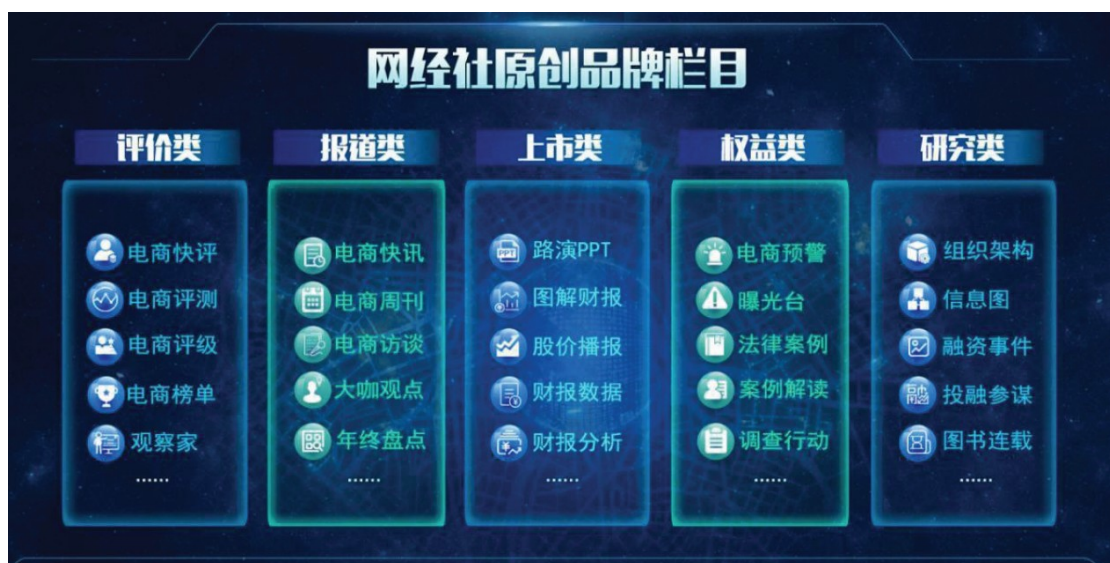 网经社原创品牌栏目
评价类
电商快评
电商评测
电商评级
电商榜单
观察家
......
报道类
电商快讯
电商周刊
电商访谈
大咖观点
年终盘点
......
上市类
PPT
路演PPT
图解财报
股价播报
财报数据
财报分析
......
权益类
电商预警
曝光台
法律案例
案例解读
调查行动
......
研究类
组织架构
信息图
融资事件
融
投融参谋
图书连载
......